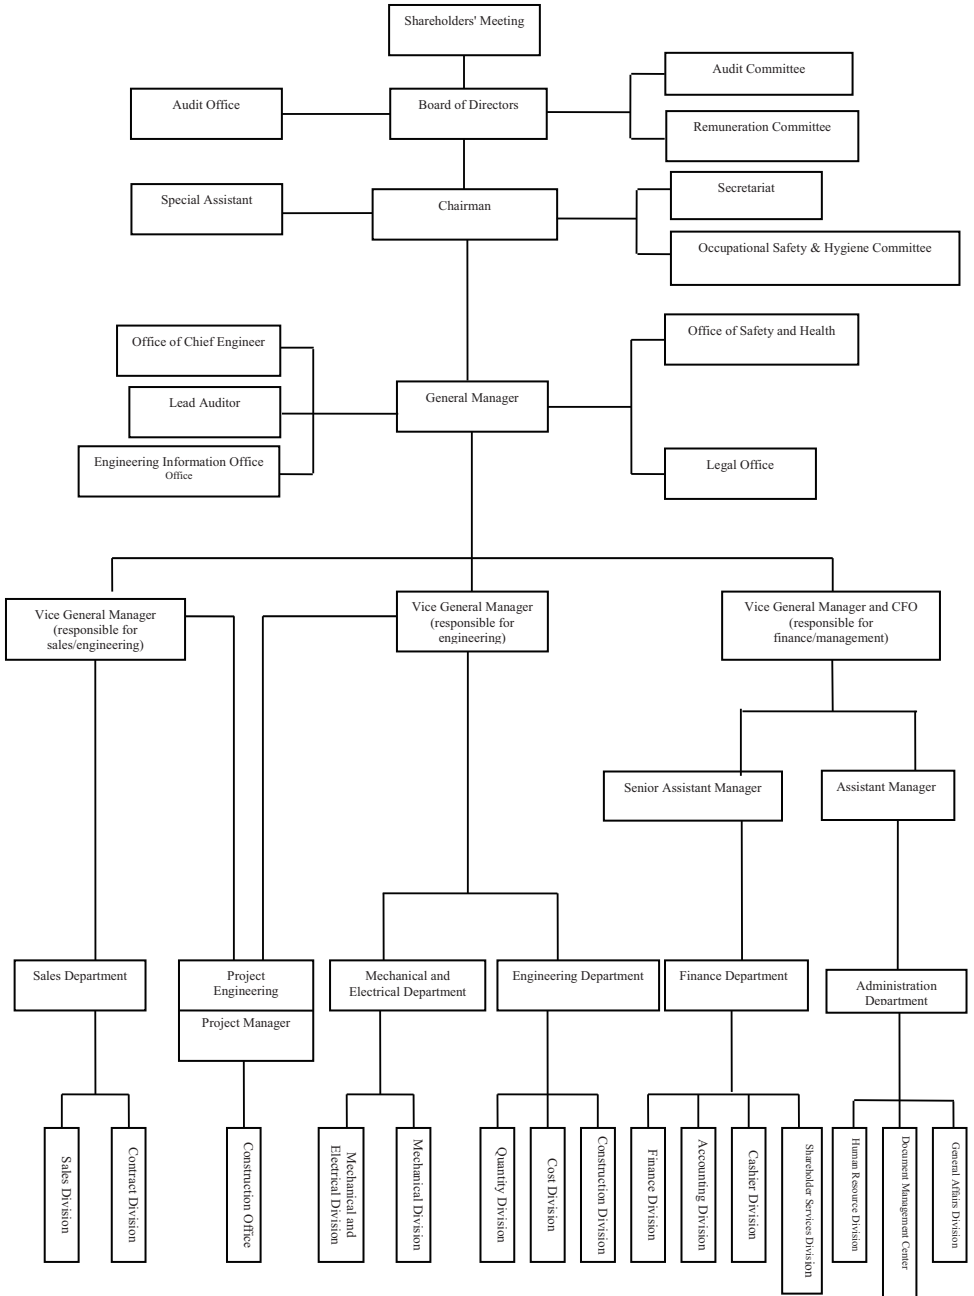 Shareholders' Meeting
Audit Committee
Audit Office
Board of Directors
Remuneration Committee
Special Assistant
Chairman
Secretariat
Occupational Safety & Hygiene Committee
Office of Chief Engineer
Office of Safety and Health
Lead Auditor
General Manager
Engineering Information Office
Office
Legal Office
Vice General Manager
(responsible for
sales/engineering)
Vice General Manager
(responsible for
engineering)
Vice General Manager and CFO
(responsible for
finance/management)
Senior Assistant Manager
Assistant Manager
Sales Department
Project
Engineering
Project Manager
Mechanical and
Electrical Department
Engineering Department
Finance Department
Administration
Department
Sales Division
Contract Division
Construction Office
Mechanical and
Electrical Division
Mechanical Division
Quantity Division
Cost Division
Construction Division
Finance Division
Accounting Division
Cashier Division
Shareholder Services Division
Human Resource Division
Document Management Center
General Affairs Division